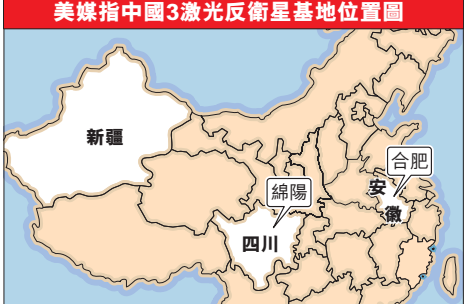 美媒指中國3激光反衛星基地位置圖
新疆
合肥
安
徽
綿陽
四川